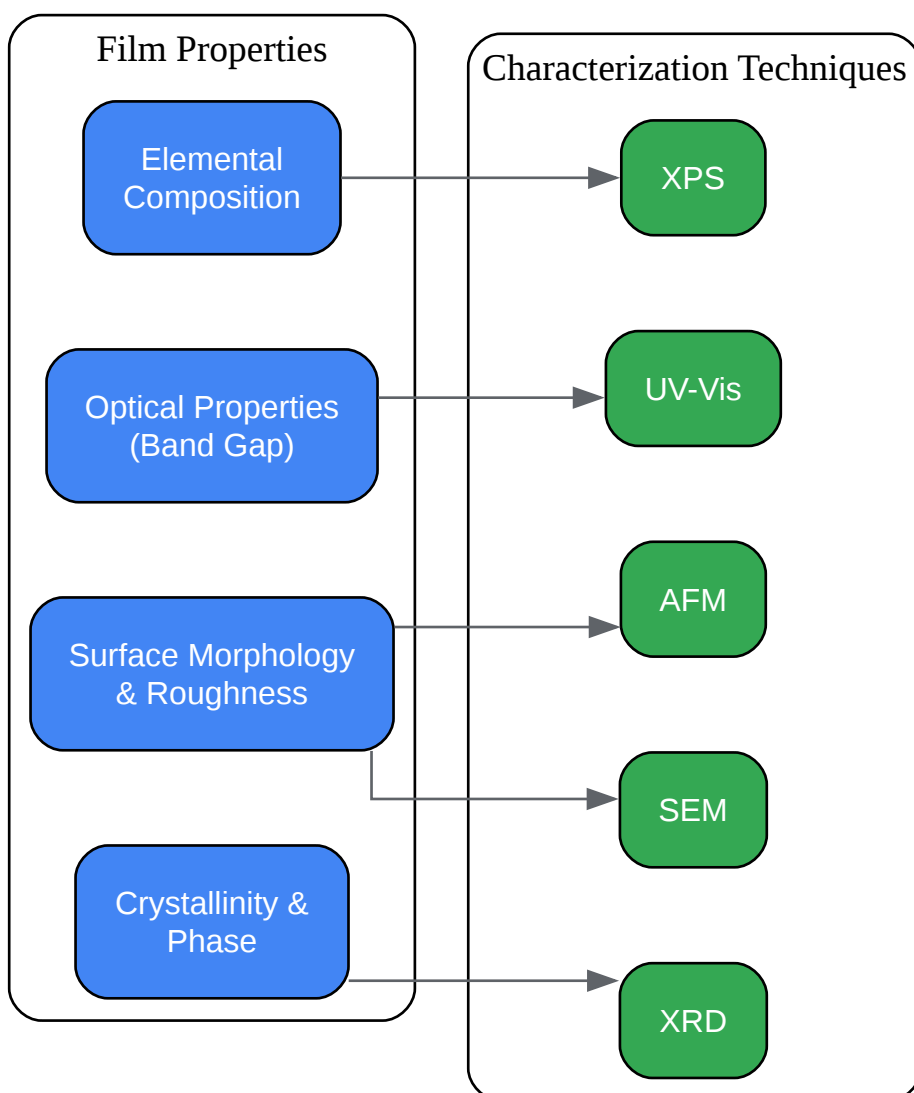 Film Properties
Elemental
Composition
Optical Properties
(Band Gap)
Surface Morphology
& Roughness
Crystallinity &
Phase
Characterization Techniques
XPS
UV-Vis
AFM
SEM
XRD